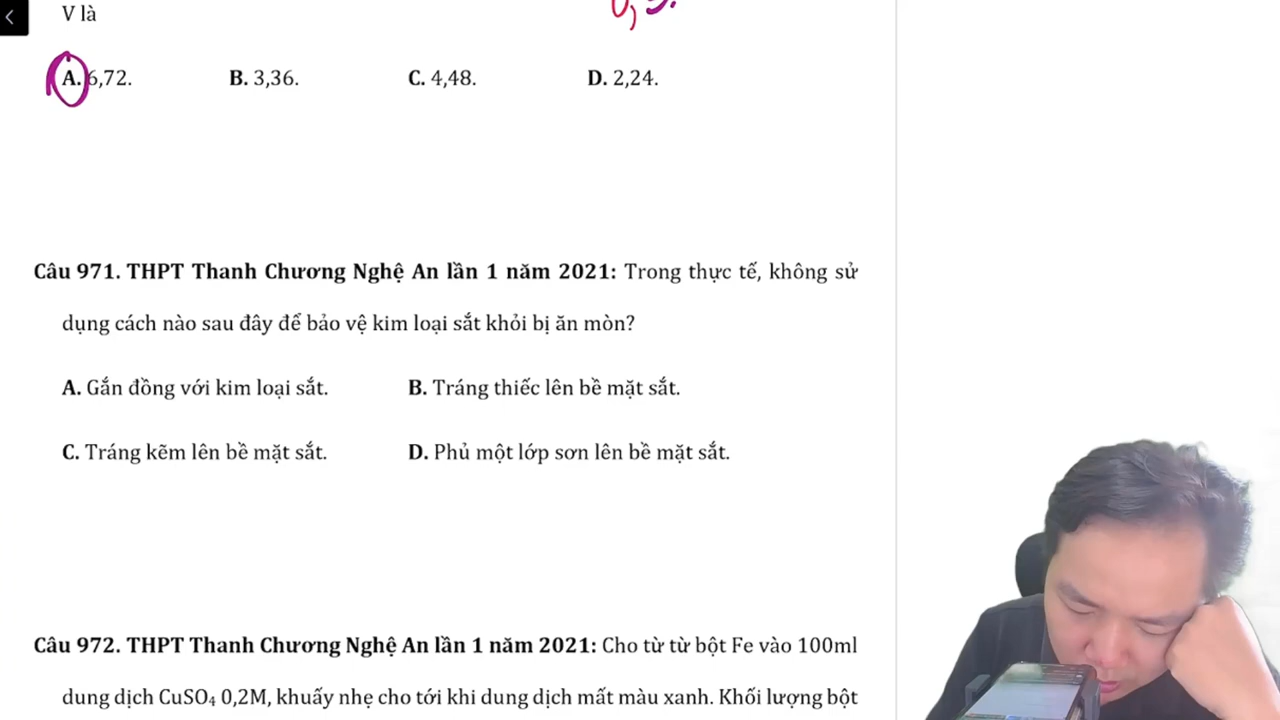 V là
0,3.
A. 6,72. B. 3,36. C. 4,48. D. 2,24.
Câu 971. THPT Thanh Chương Nghệ An lần 1 năm 2021: Trong thực tế, không sử
dụng cách nào sau đây để bảo vệ kim loại sắt khỏi bị ăn mòn?
A. Gắn đồng với kim loại sắt. B. Tráng thiếc lên bề mặt sắt.
C. Tráng kẽm lên bề mặt sắt. D. Phủ một lớp sơn lên bề mặt sắt.
Câu 972. THPT Thanh Chương Nghệ An lần 1 năm 2021: Cho từ từ bột Fe vào 100ml
dung dịch CuSO₄ 0,2M, khuấy nhẹ cho tới khi dung dịch mất màu xanh. Khối lượng bột